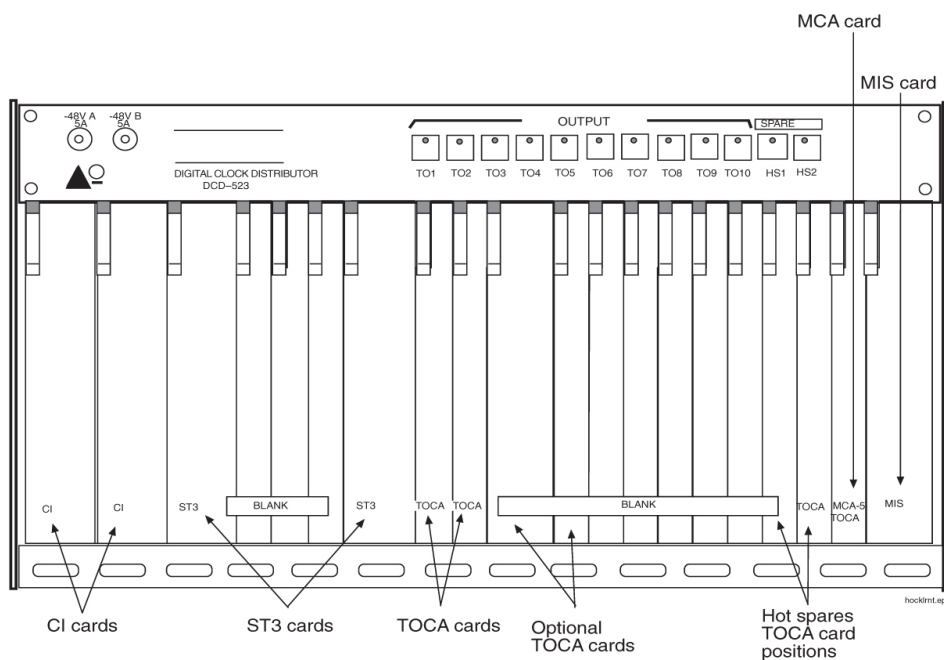 MCA card
MIS card
-48V A
5A
-48V B
5A
OUTPUT
SPARE
DIGITAL CLOCK DISTRIBUTOR
DCD–523
TO1 TO2 TO3 TO4 TO5 TO6 TO7 TO8 TO9 TO10 HS1 HS2
CI
CI
ST3
BLANK
ST3
TOCA
TOCA
BLANK
TOCA
MCA-5
TOCA
MIS
hocklrnt.ep
CI cards
ST3 cards
TOCA cards
Optional
TOCA cards
Hot spares
TOCA card
positions